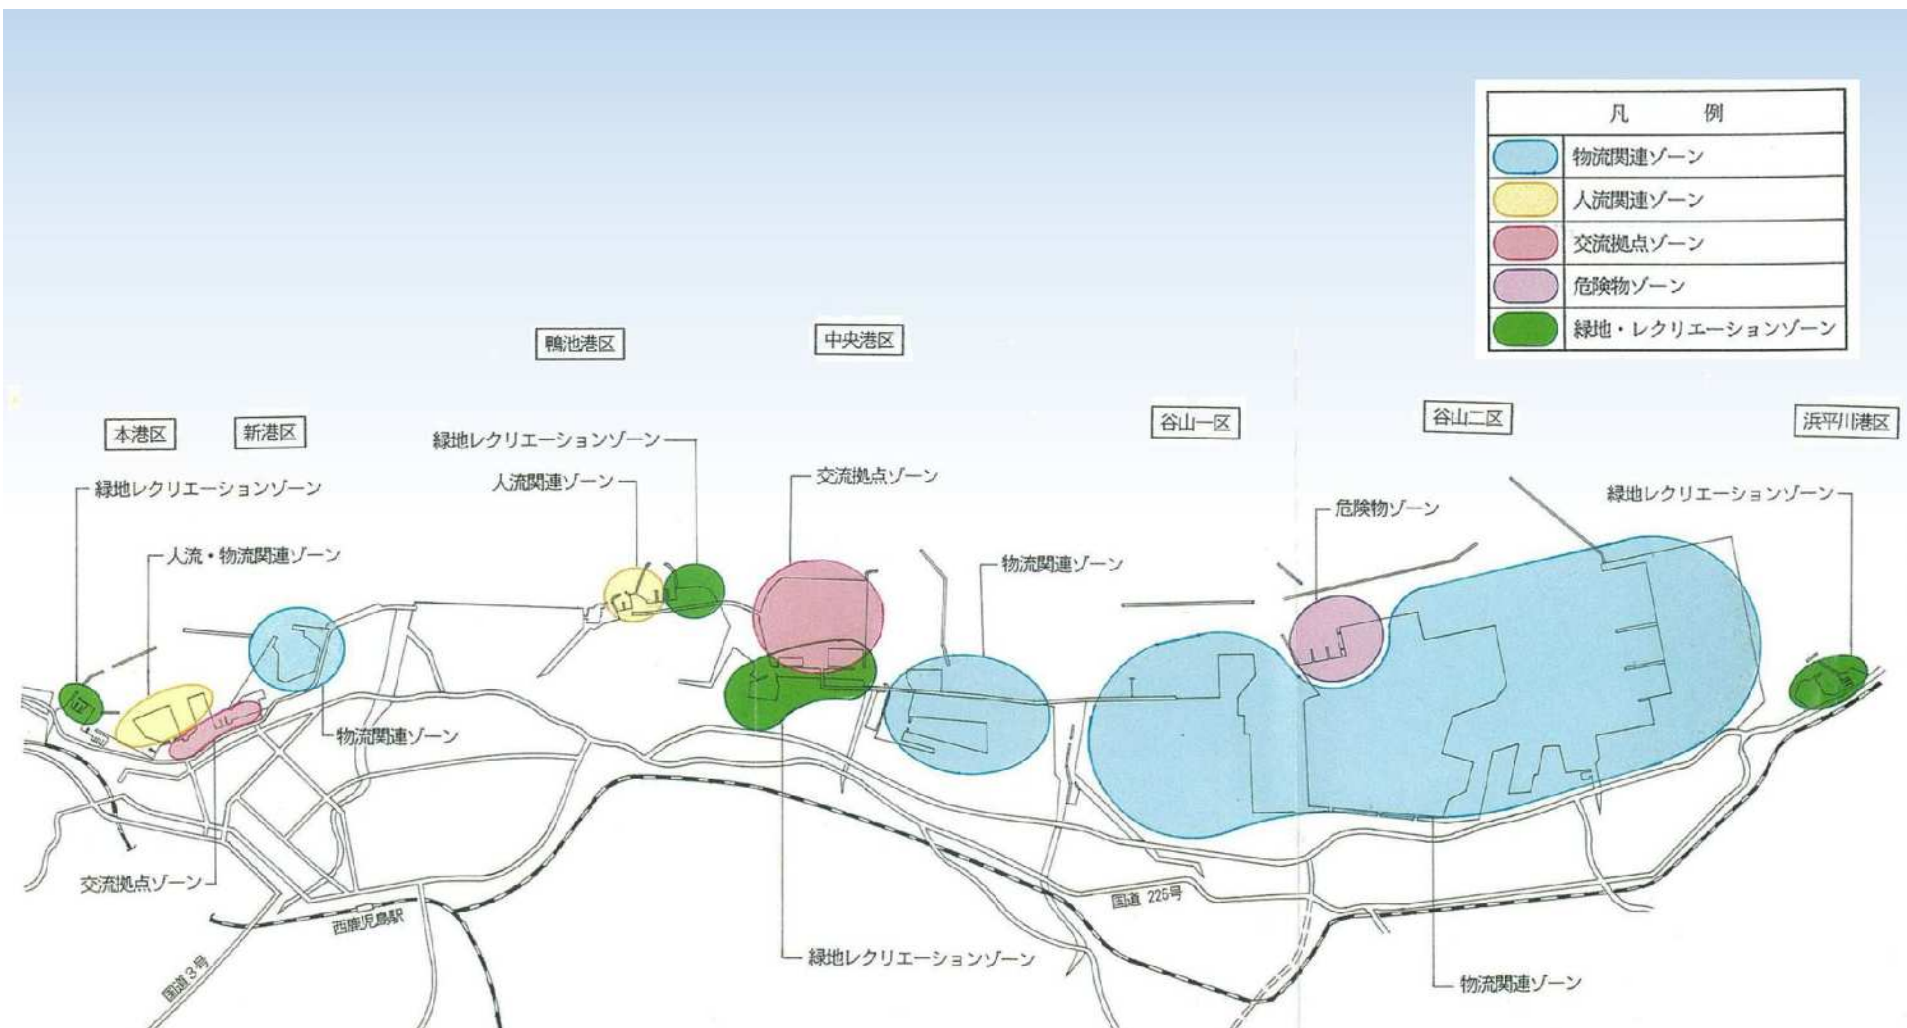 凡 例
物流関連ゾーン
人流関連ゾーン
交流拠点ゾーン
危険物ゾーン
緑地・レクリエーションゾーン
鴨池港区
中央港区
本港区
新港区
谷山一区
谷山二区
浜平川港区
緑地レクリエーションゾーン
人流関連ゾーン
交流拠点ゾーン
緑地レクリエーションゾーン
危険物ゾーン
緑地レクリエーションゾーン
人流・物流関連ゾーン
物流関連ゾーン
物流関連ゾーン
交流拠点ゾーン
西鹿児島駅
国道 226号
国道3号
緑地レクリエーションゾーン
物流関連ゾーン